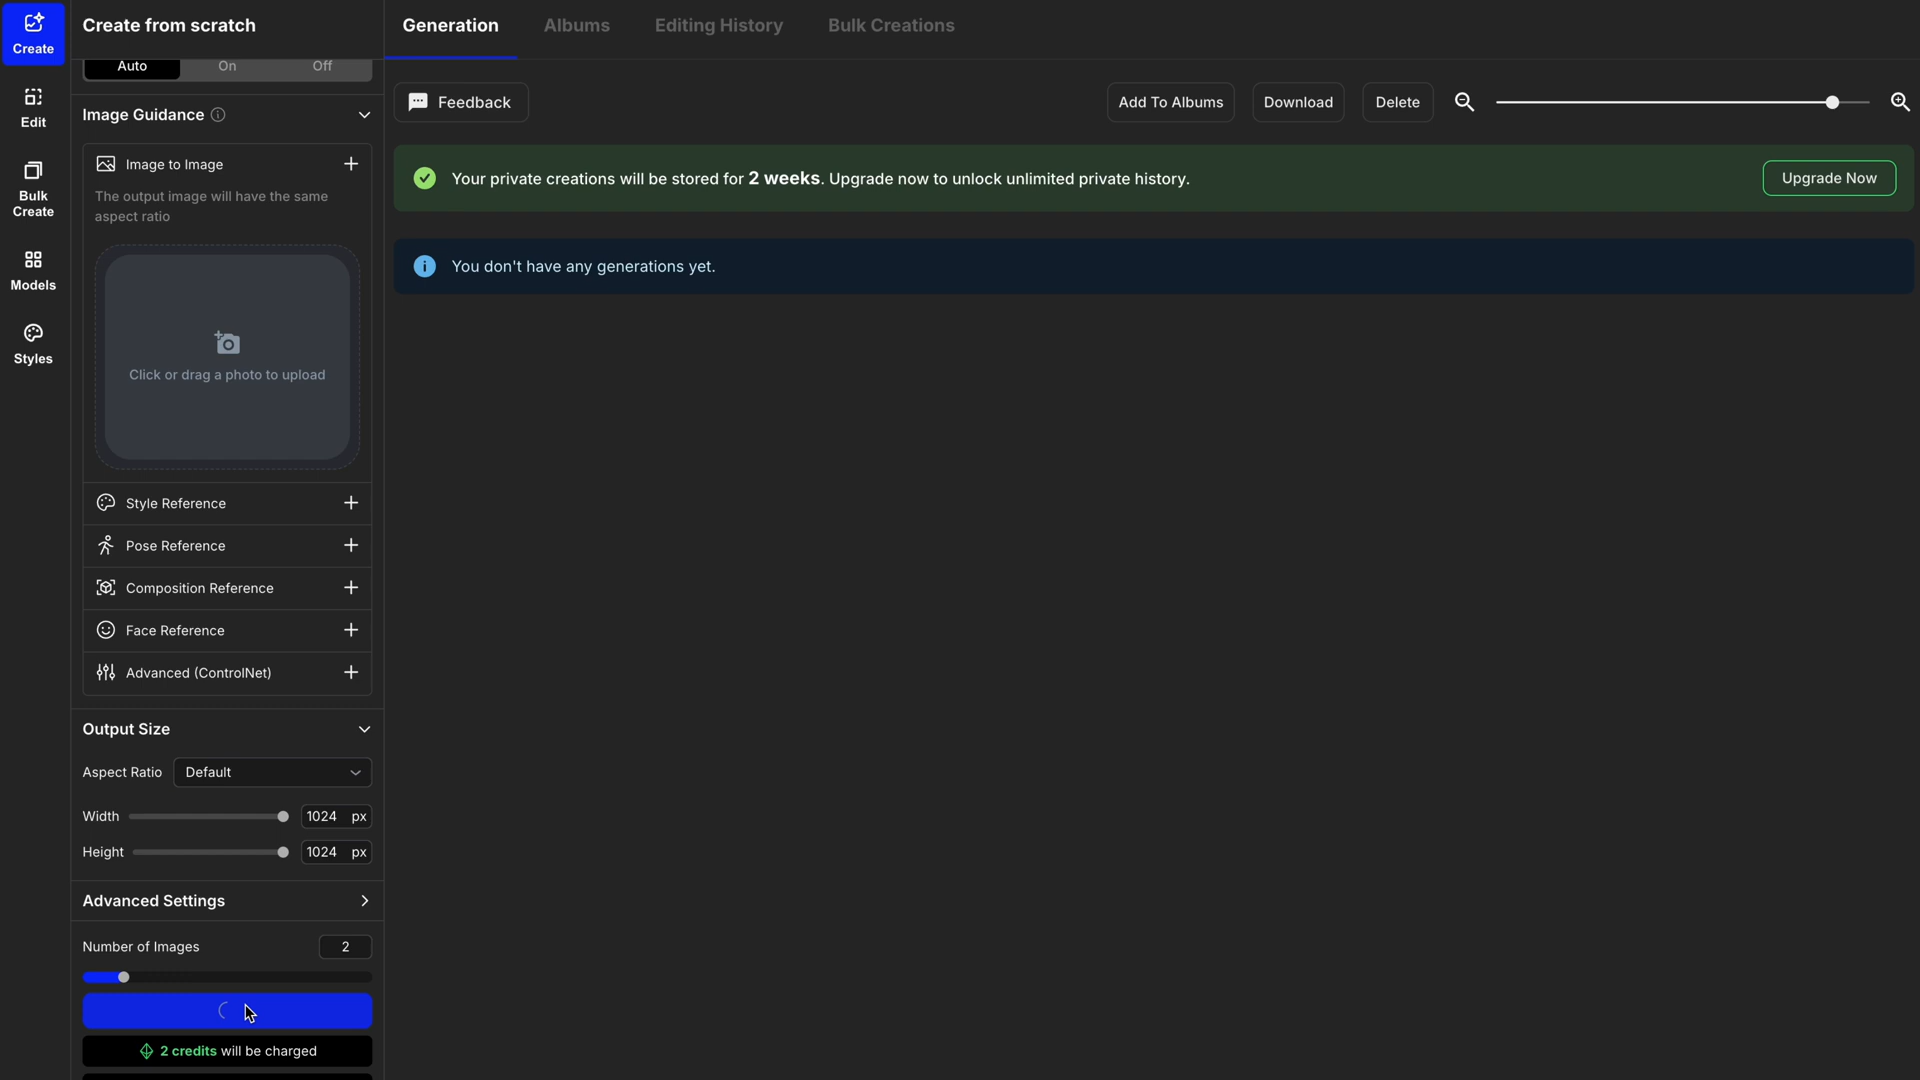 Create
Edit
Bulk
Create
Models
Styles
Create from scratch
Auto
On
Off
Image Guidance
Image to Image
The output image will have the same
aspect ratio
Click or drag a photo to upload
Style Reference
Pose Reference
Composition Reference
Face Reference
Advanced (ControlNet)
Output Size
Aspect Ratio
Default
Width
1024 px
Height
1024 px
Advanced Settings
Number of Images
2
2 credits will be charged
Generation
Albums
Editing History
Bulk Creations
Feedback
Add To Albums
Download
Delete
Your private creations will be stored for 2 weeks. Upgrade now to unlock unlimited private history.
Upgrade Now
You don't have any generations yet.